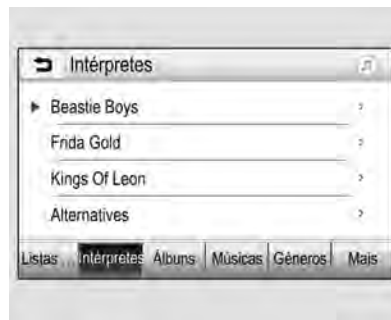 Intérpretes
Beastie Boys
Frida Gold
Kings Of Leon
Alternatives
Listas ... Intérpretes Álbuns Músicas Géneros Mais